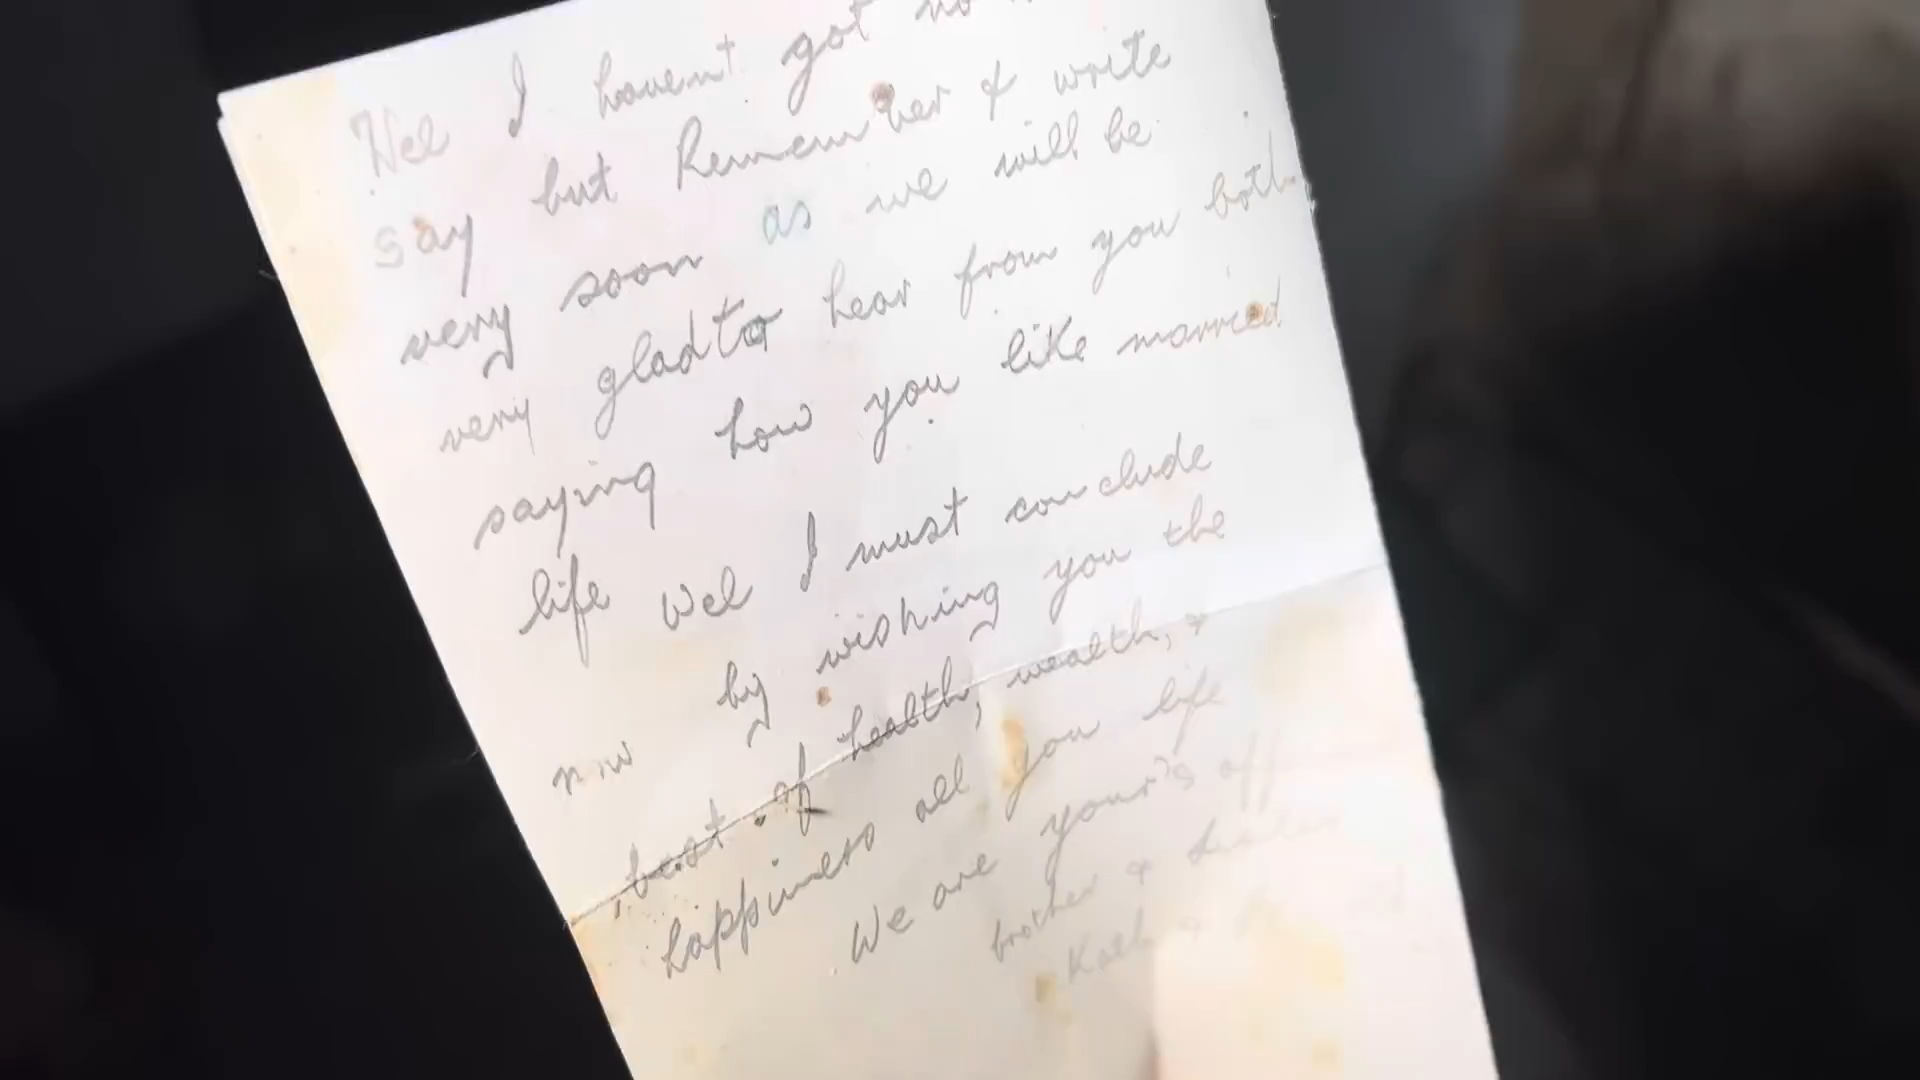 Wel I havent got no
say but Remember & write
very soon as we will be
very glad to hear from you both
saying how you like married
life Wel I must conclude
now by wishing you the
best of health, wealth, &
happiness all you life
We are your's
brother &